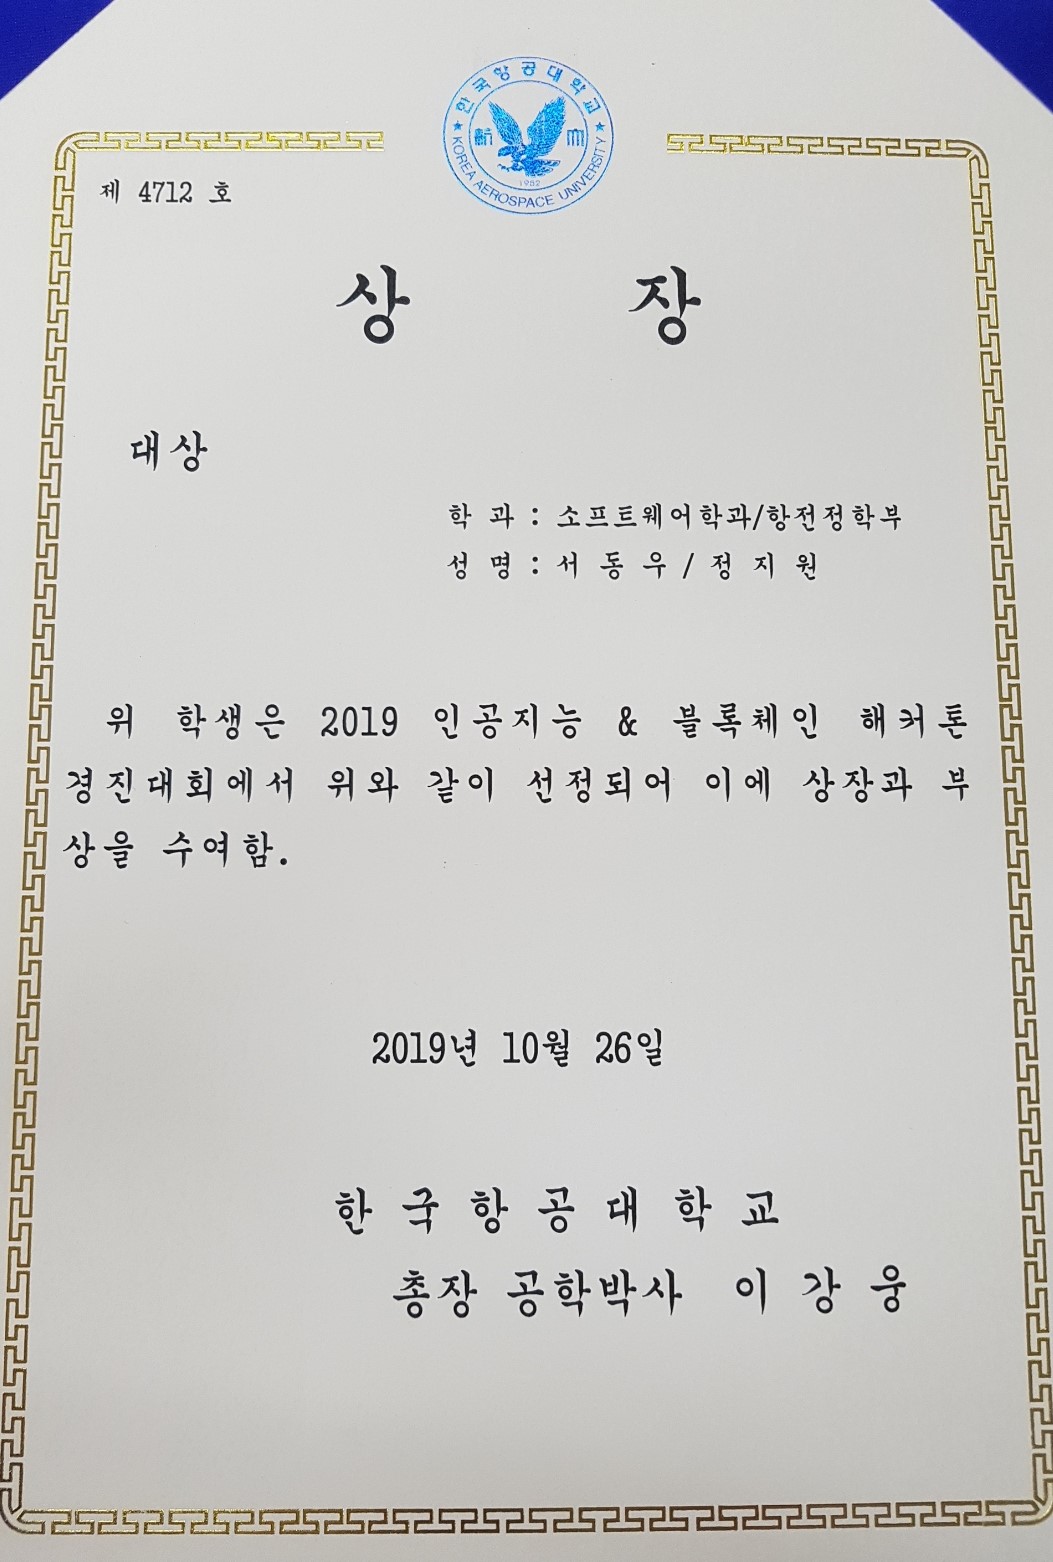 한국항공대학교
KOREA AEROSPACE UNIVERSITY
1952
제 4712 호
상 장
대상
학 과 : 소프트웨어학과/항전정학부
성 명 : 서 동 우 / 정 지 원
위 학생은 2019 인공지능 & 블록체인 해커톤
경진대회에서 위와 같이 선정되어 이에 상장과 부
상을 수여함.
2019년 10월 26일
한 국 항 공 대 학 교
총장 공학박사 이 강 웅